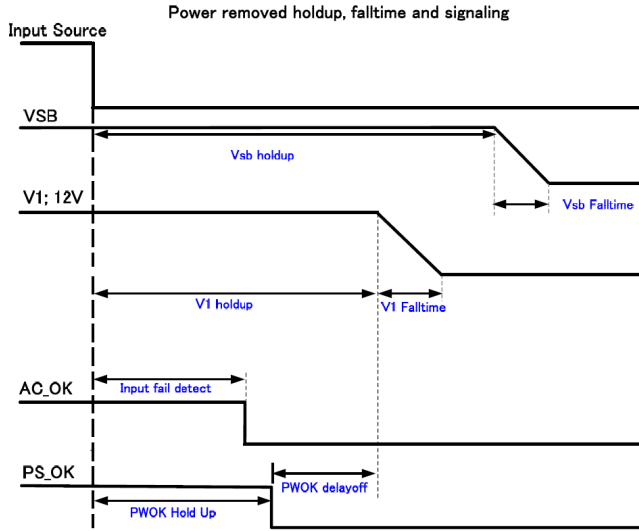 Power removed holdup, falltime and signaling
Input Source
VSB
Vsb holdup
Vsb Falltime
V1; 12V
V1 holdup
V1 Falltime
Input fail detect
AC_OK
PS_OK
PWOK delayoff
PWOK Hold Up